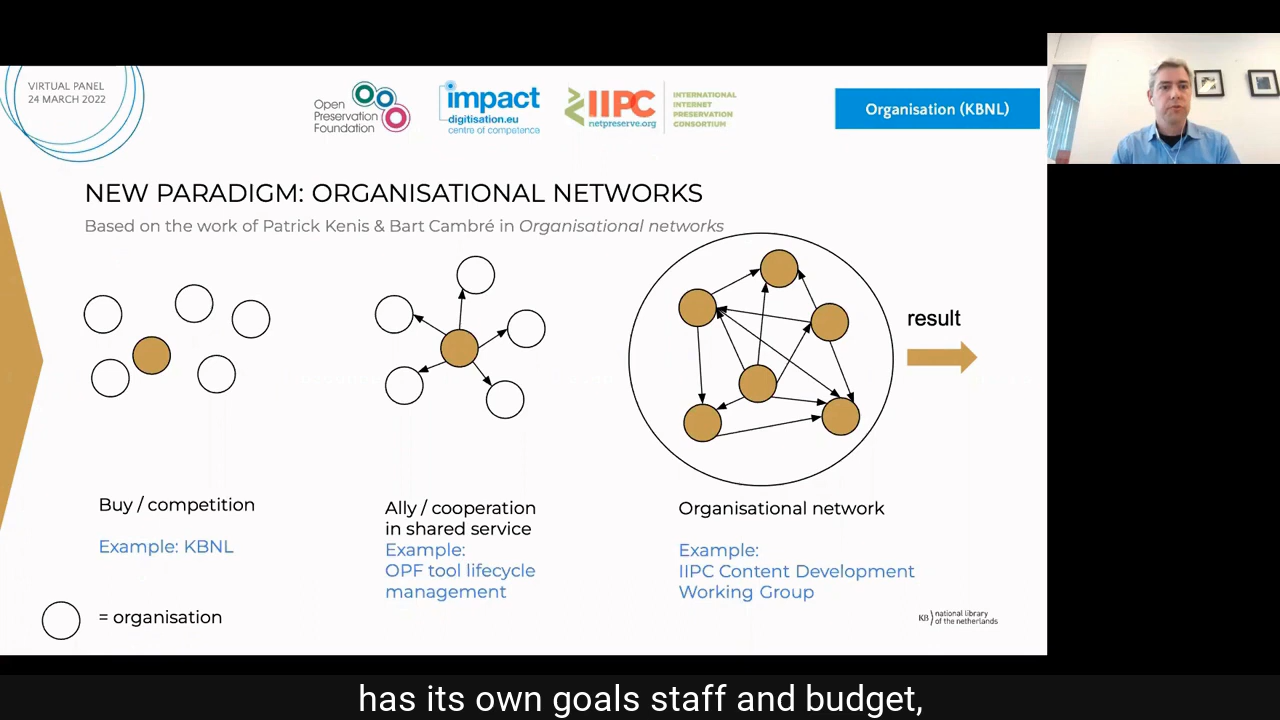 VIRTUAL PANEL
24 MARCH 2022
Open
Preservation
Foundation
impact
digitisation.eu
centre of competence
IIPC
netpreserve.org
INTERNATIONAL
INTERNET
PRESERVATION
CONSORTIUM
Organisation (KBNL)
NEW PARADIGM: ORGANISATIONAL NETWORKS
Based on the work of Patrick Kenis & Bart Cambré in Organisational networks
result
Buy / competition
Example: KBNL
Ally / cooperation
in shared service
Example:
OPF tool lifecycle
management
Organisational network
Example:
IIPC Content Development
Working Group
= organisation
KB national library
of the netherlands
has its own goals staff and budget,